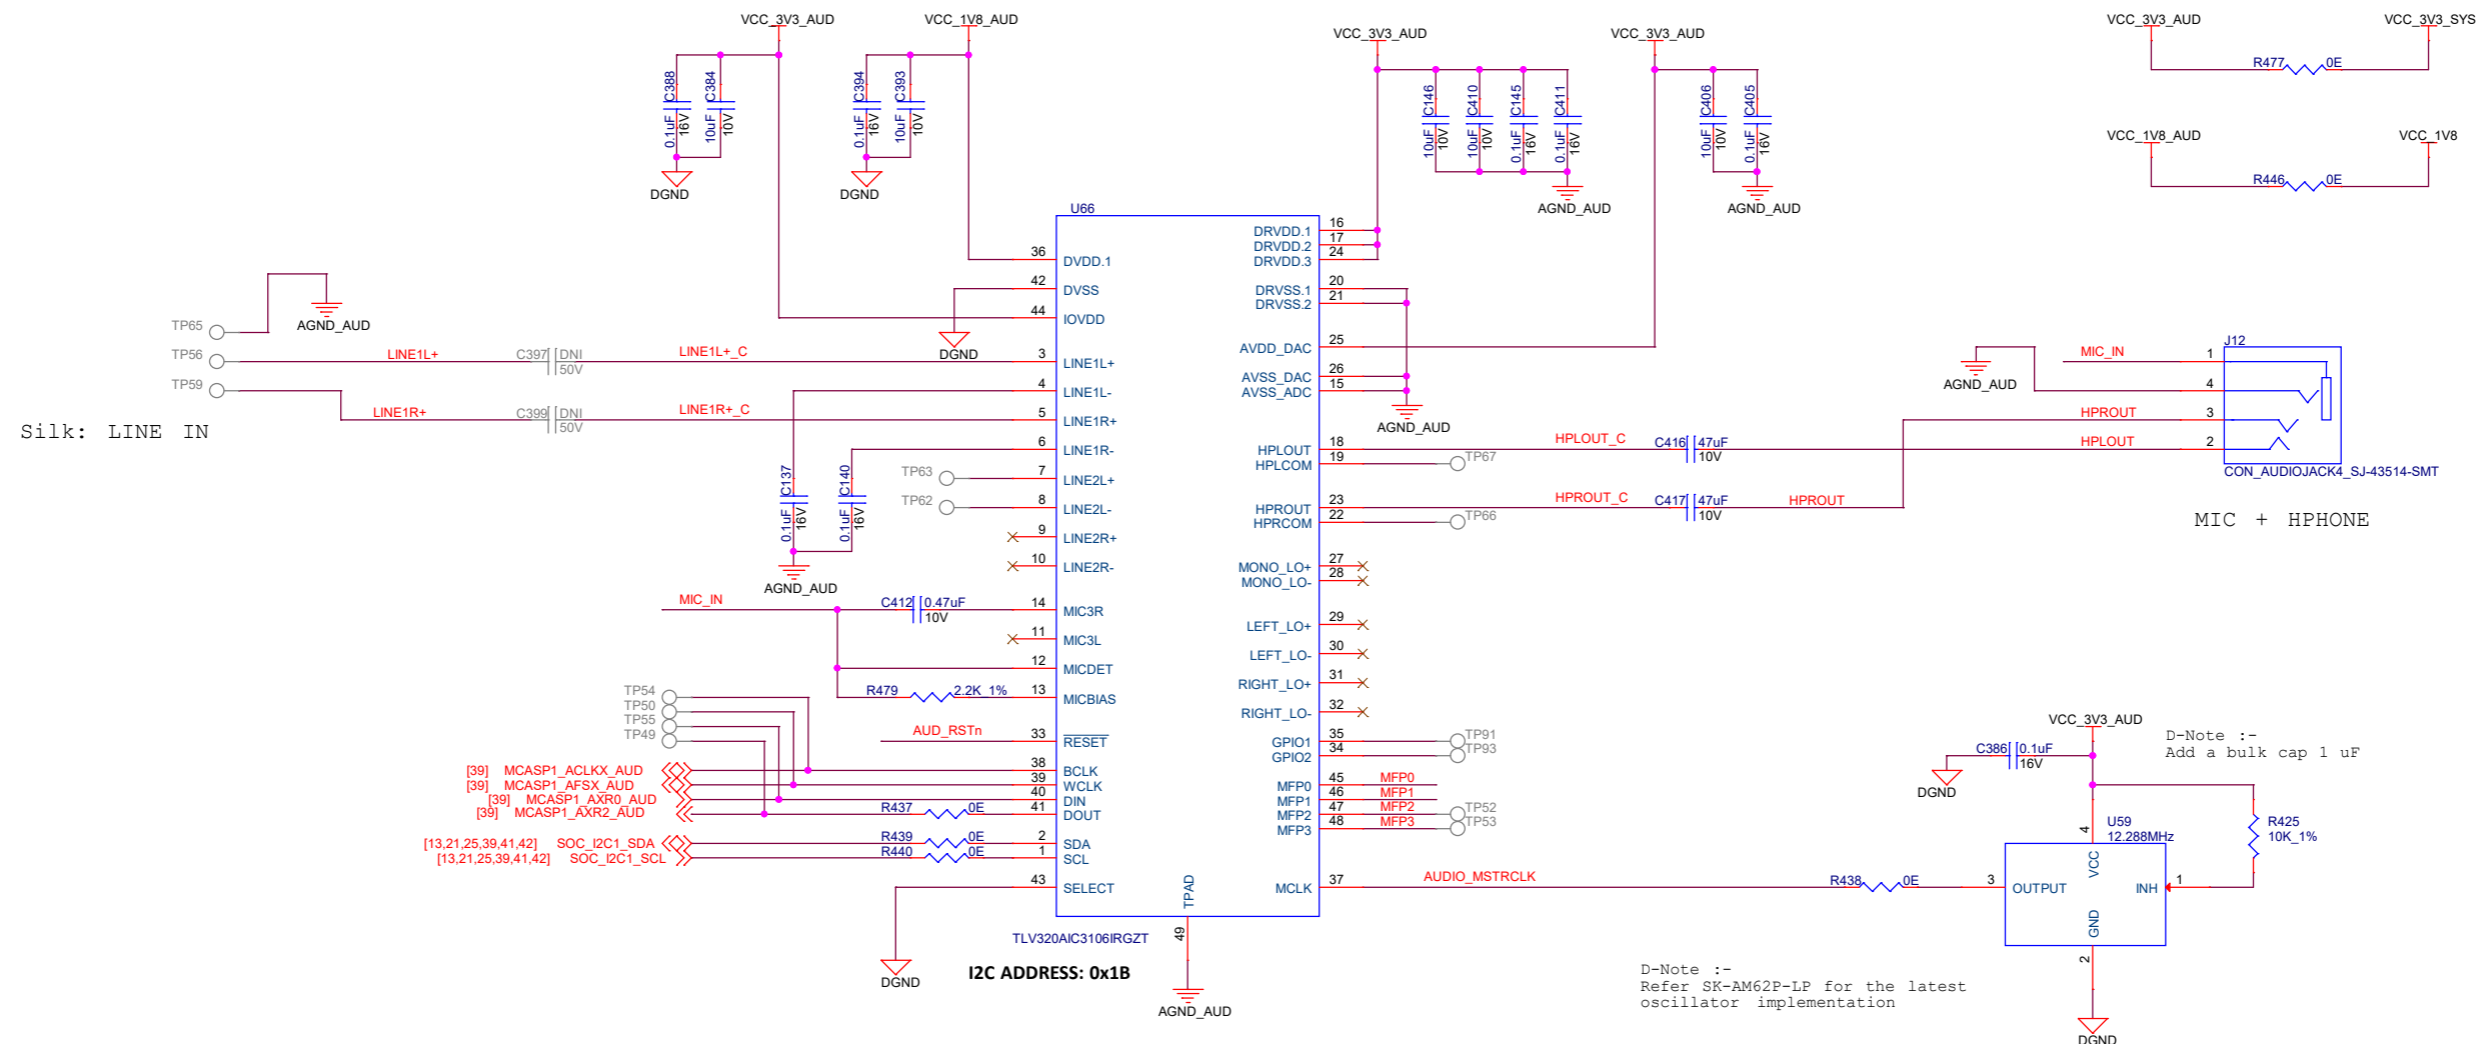 VCC_3V3_AUD
VCC_1V8_AUD
VCC_3V3_AUD
VCC_3V3_AUD
VCC_3V3_AUD
VCC_3V3_SYS
R477
0E
C388
0.1uF
16V
C384
10uF
10V
C394
0.1uF
16V
C393
10uF
10V
C146
10uF
10V
C410
10uF
10V
C145
0.1uF
16V
C411
0.1uF
16V
C406
10uF
10V
C405
0.1uF
16V
VCC_1V8_AUD
VCC_1V8
R446
0E
DGND
DGND
AGND_AUD
AGND_AUD
U66
36 DVDD.1
42 DVSS
44 IOVDD
DGND
3 LINE1L+
4 LINE1L-
5 LINE1R+
6 LINE1R-
7 LINE2L+
8 LINE2L-
9 LINE2R+
10 LINE2R-
14 MIC3R
11 MIC3L
12 MICDET
13 MICBIAS
33 RESET
38 BCLK
39 WCLK
40 DIN
41 DOUT
2 SDA
1 SCL
43 SELECT
TPAD
49
DRVDD.1 16
DRVDD.2 17
DRVDD.3 24
DRVSS.1 20
DRVSS.2 21
AVDD_DAC 25
AVSS_DAC 26
AVSS_ADC 15
AGND_AUD
HPLOUT 18
HPLCOM 19
HPROUT 23
HPRCOM 22
MONO_LO+ 27
MONO_LO- 28
LEFT_LO+ 29
LEFT_LO- 30
RIGHT_LO+ 31
RIGHT_LO- 32
GPIO1 35
GPIO2 34
MFP0 45 MFP0
MFP1 46 MFP1
MFP2 47 MFP2
MFP3 48 MFP3
MCLK 37
TP65
AGND_AUD
TP56
LINE1L+
C397
DNI
50V
LINE1L+_C
TP59
LINE1R+
C399
DNI
50V
LINE1R+_C
Silk: LINE IN
C137
0.1uF
16V
C140
0.1uF
16V
AGND_AUD
TP63
TP62
MIC_IN
C412
0.47uF
10V
R479
2.2K_1%
TP54
TP50
TP55
TP49
AUD_RSTn
[39] MCASP1_ACLKX_AUD
[39] MCASP1_AFSX_AUD
[39] MCASP1_AXR0_AUD
[39] MCASP1_AXR2_AUD
R437
0E
[13,21,25,39,41,42] SOC_I2C1_SDA
R439
0E
[13,21,25,39,41,42] SOC_I2C1_SCL
R440
0E
DGND
TLV320AIC3106IRGZT
I2C ADDRESS: 0x1B
AGND_AUD
HPLOUT_C
C416
47uF
10V
TP67
HPROUT_C
C417
47uF
10V
HPROUT
TP66
TP91
TP93
TP52
TP53
AUDIO_MSTRCLK
R438
0E
J12
MIC_IN
1
AGND_AUD
4
HPROUT
3
HPLOUT
2
CON_AUDIOJACK4_SJ-43514-SMT
MIC + HPHONE
VCC_3V3_AUD
C386
0.1uF
16V
DGND
D-Note :-
Add a bulk cap 1 uF
R425
10K_1%
U59
12.288MHz
4
VCC
3 OUTPUT
INH 1
GND
2
DGND
D-Note :-
Refer SK-AM62P-LP for the latest
oscillator implementation